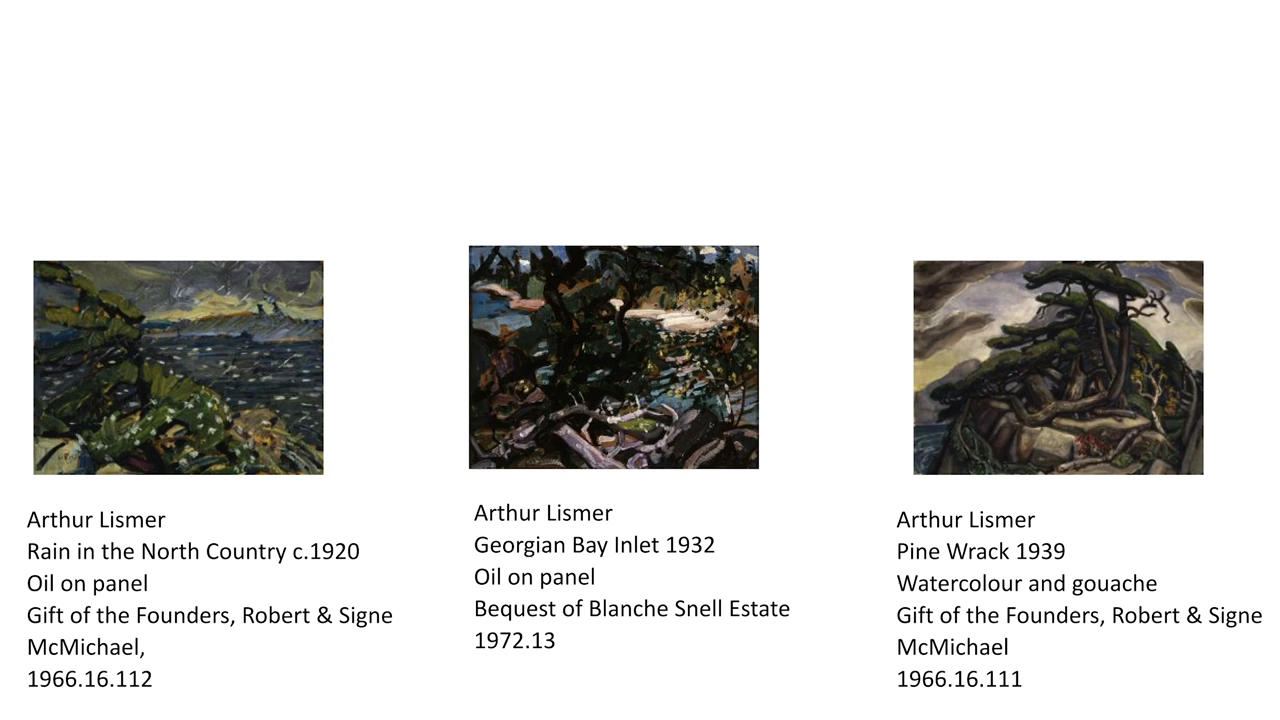 Arthur Lismer
Rain in the North Country c.1920
Oil on panel
Gift of the Founders, Robert & Signe
McMichael,
1966.16.112
Arthur Lismer
Georgian Bay Inlet 1932
Oil on panel
Bequest of Blanche Snell Estate
1972.13
Arthur Lismer
Pine Wrack 1939
Watercolour and gouache
Gift of the Founders, Robert & Signe
McMichael
1966.16.111